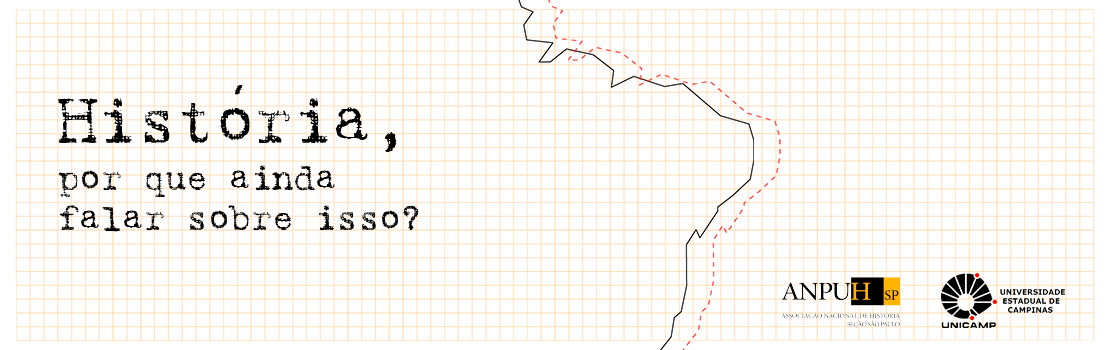 História,
por que ainda
falar sobre isso?
ANPUH SP
ASSOCIAÇÃO NACIONAL DE HISTÓRIA
SEÇÃO SÃO PAULO
UNICAMP
UNIVERSIDADE
ESTADUAL DE
CAMPINAS